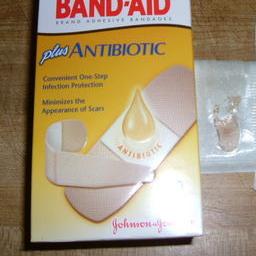 BAND-AID
BRAND ADHESIVE BANDAGES
plus ANTIBIOTIC
Convenient One-Step
Infection Protection
Minimizes the
Appearance of Scars
ANTIBIOTIC
Johnson & Johnson